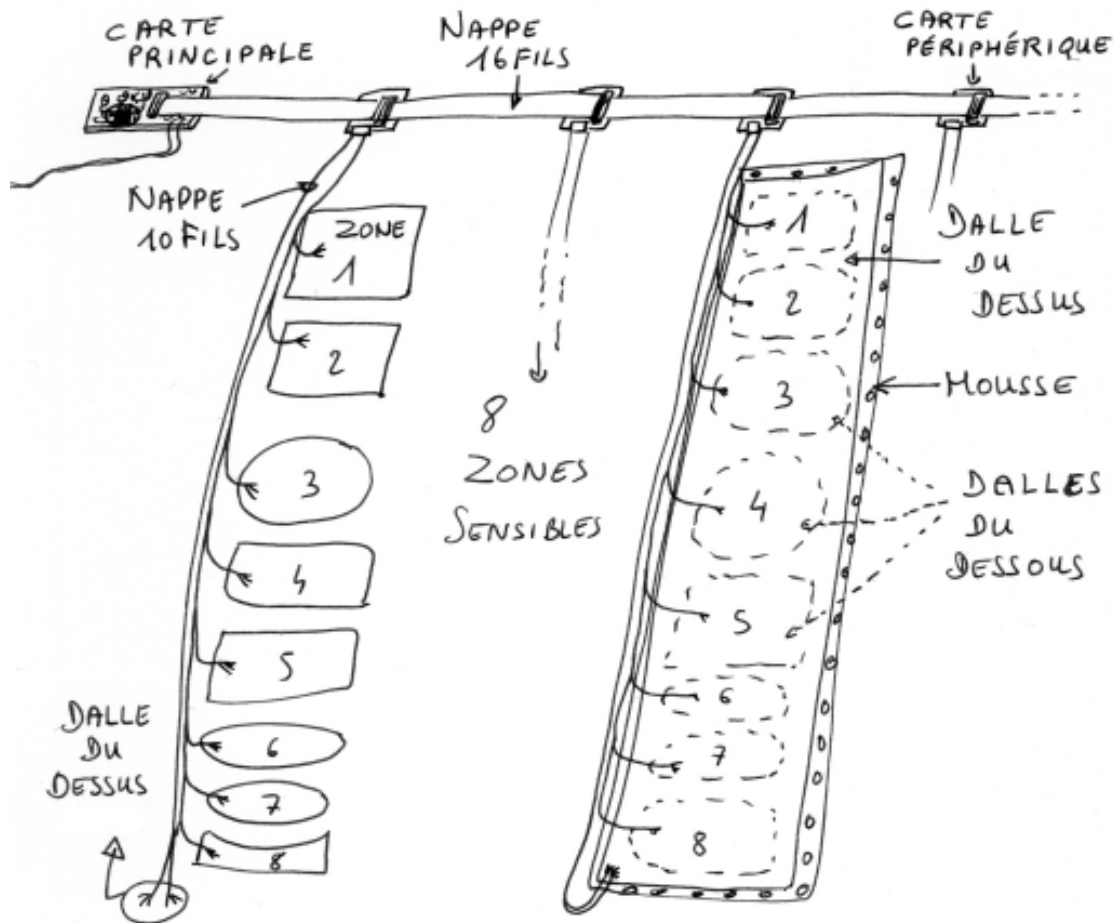 CARTE
PRINCIPALE
NAPPE
16 FILS
CARTE
PÉRIPHÉRIQUE
NAPPE
10 FILS
ZONE
1
2
3
4
5
6
7
8
DALLE
DU
DESSUS
8
ZONES
SENSIBLES
1
2
3
4
5
6
7
8
DALLE
DU
DESSUS
MOUSSE
DALLES
DU
DESSOUS